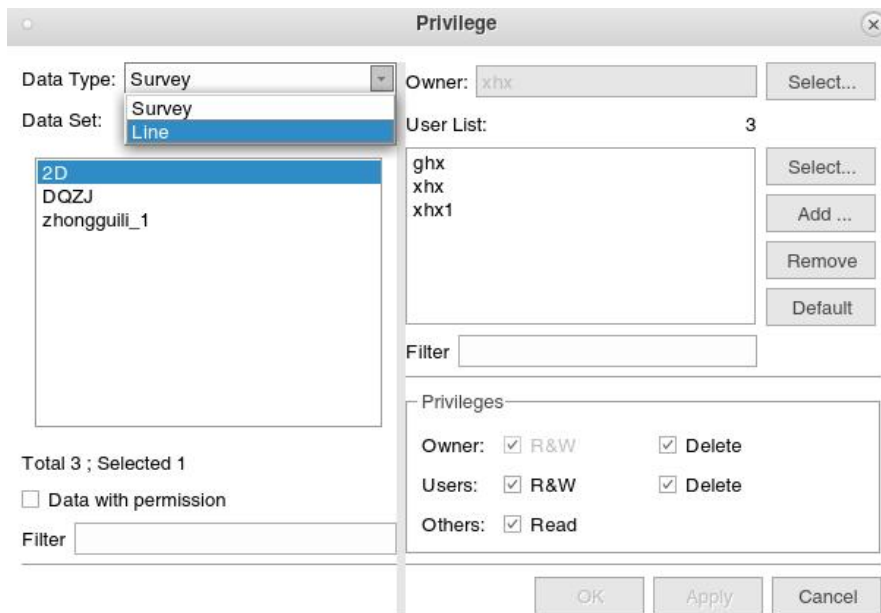 Privilege
Data Type: Survey
Survey
Line
Data Set:
2D
DQZJ
zhongguili_1
Total 3 ; Selected 1
Data with permission
Filter
Owner: xhx Select...
User List: 3
ghx
xhx
xhx1
Select...
Add ...
Remove
Default
Filter
Privileges
Owner: R&W Delete
Users: R&W Delete
Others: Read
OK Apply Cancel